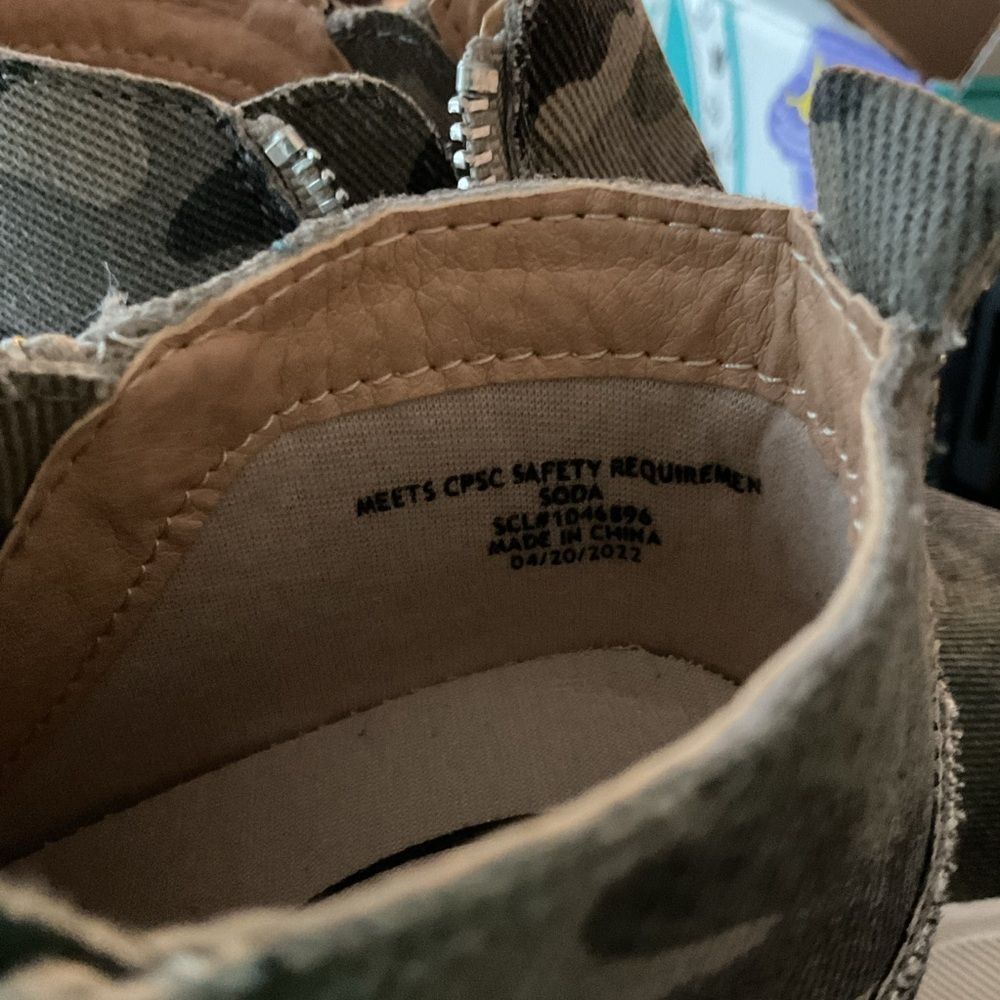 MEETS CPSC SAFETY REQUIREMEN
SODA
SCL#1046896
MADE IN CHINA
04/20/2022